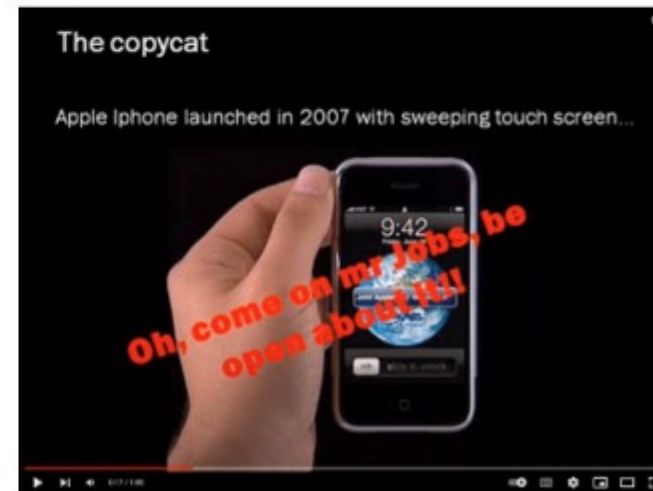 The copycat
Apple Iphone launched in 2007 with sweeping touch screen...
9:42
Oh, come on mr Jobs, be
open about it!!
slide to unlock